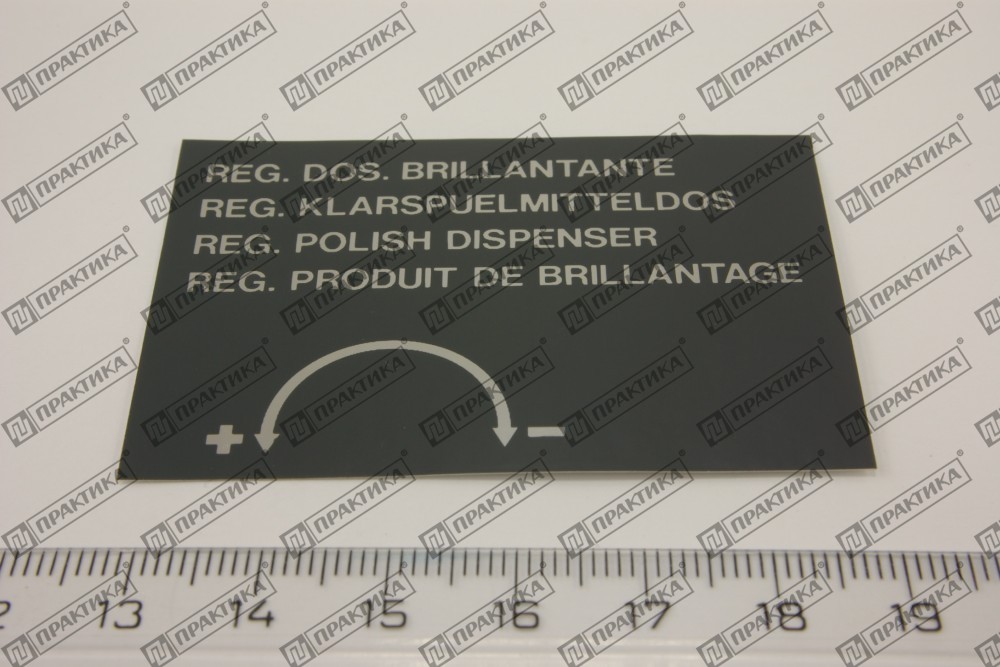 REG. DOS. BRILLANTANTE
REG. KLARSPUELMITTELDOS
REG. POLISH DISPENSER
REG. PRODUIT DE BRILLANTAGE
+ -
2 13 14 15 16 17 18 19
ПРАКТИКА